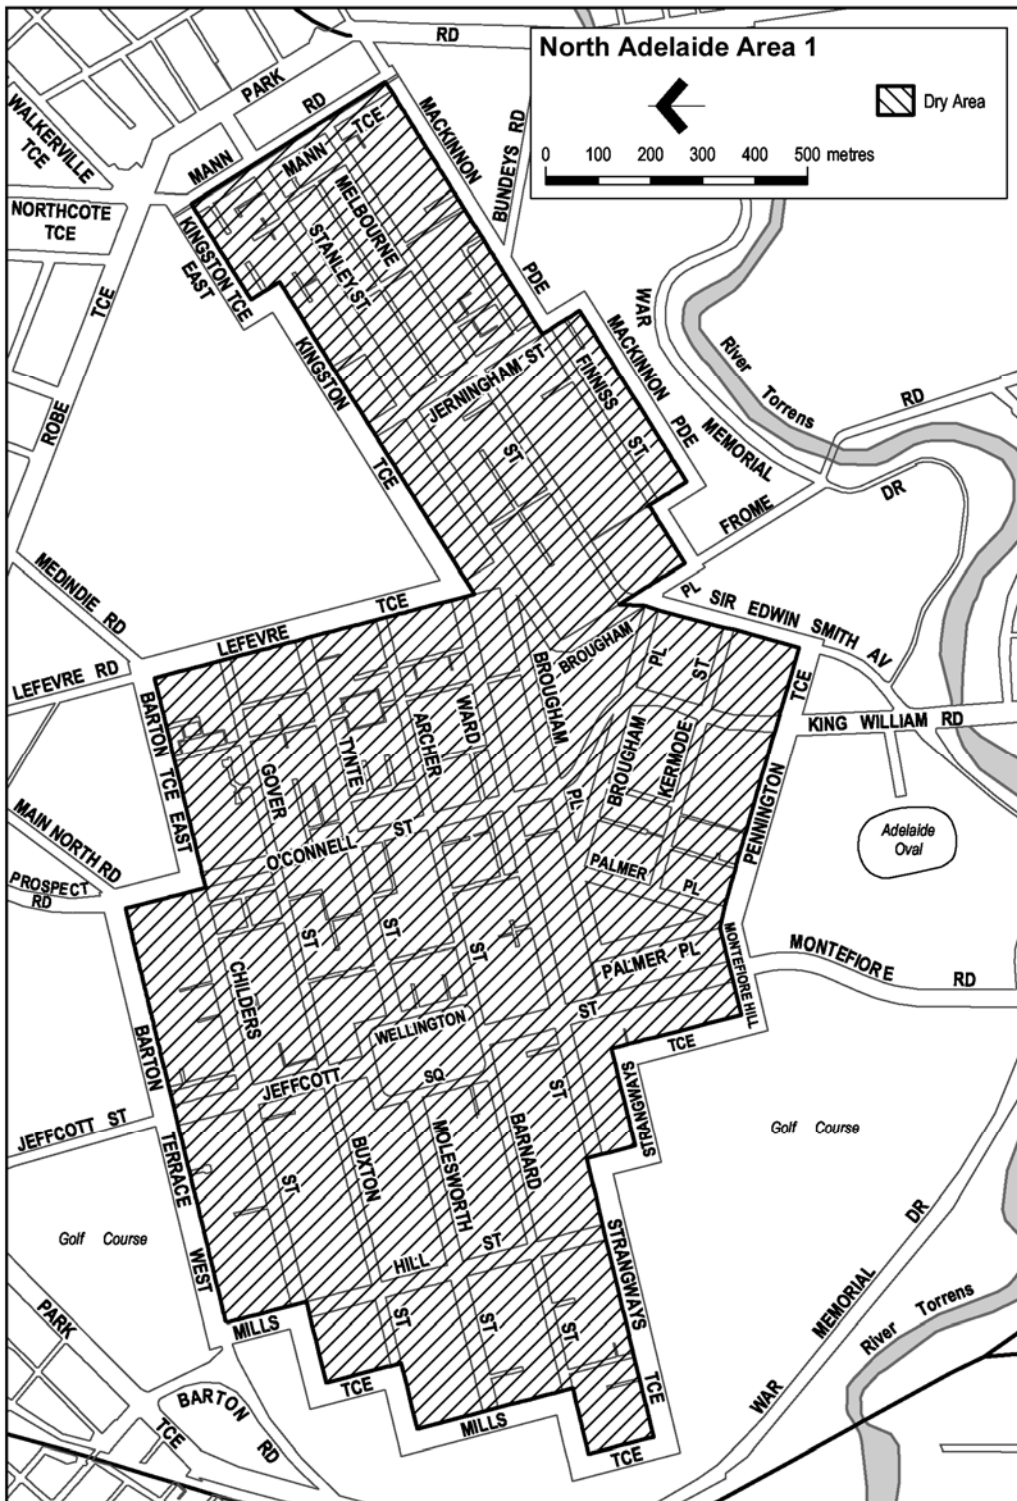 North Adelaide Area 1
Dry Area
0 100 200 300 400 500 metres
RD
PARK
RD
MACKINNON
BUNDEYS RD
PDE
WALKERVILLE
TCE
MANN
MANN TCE
NORTHCOTE
TCE
KINGSTON TCE
EAST
MELBOURNE
STANLEY ST
ROBE
TCE
KINGSTON
TCE
JERNINGHAM ST
ST
FINNISS
ST
MACKINNON
PDE
WAR
MEMORIAL
DR
River
Torrens
RD
FROME
MEDINDIE RD
LEFEVRE
TCE
LEFEVRE RD
PL
SIR EDWIN SMITH AV
BROUGHAM
PL
ST
TCE
KING WILLIAM RD
BARTON TCE EAST
GOVER
TYNTE
ARCHER
WARD
BROUGHAM
PL
BROUGHAM
KERMODE
PENNINGTON
Adelaide
Oval
MAIN NORTH RD
PROSPECT
RD
O'CONNELL
ST
PALMER
PL
ST
ST
ST
MONTEFIORE HILL
MONTEFIORE
RD
CHILDERS
PALMER PL
WELLINGTON
SQ
ST
TCE
BARTON
TERRACE
WEST
JEFFCOTT
ST
STRANGWAYS
JEFFCOTT ST
BUXTON
MOLESWORTH
BARNARD
ST
Golf Course
Golf Course
HILL
ST
STRANGWAYS
TCE
WAR
MEMORIAL
DR
River
Torrens
PARK
TCE
BARTON
RD
MILLS
TCE
ST
ST
ST
MILLS
TCE